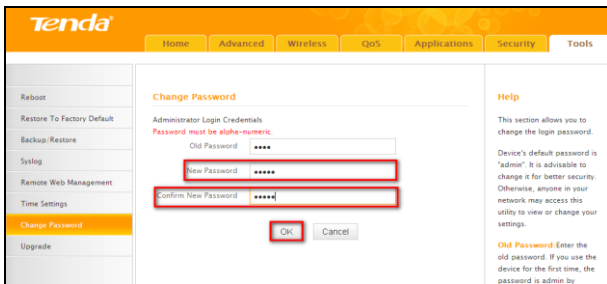 Tenda
Home Advanced Wireless QoS Applications Security Tools
Reboot
Restore To Factory Default
Backup/Restore
Syslog
Remote Web Management
Time Settings
Change Password
Upgrade
Change Password
Administrator Login Credentials
Password must be alpha-numeric.
Old Password ••••
New Password •••••
Confirm New Password •••••
OK Cancel
Help
This section allows you to
change the login password.
Device's default password is
"admin". It is advisable to
change it for better security.
Otherwise, anyone in your
network may access this
utility to view or change your
settings.
Old Password:Enter the
old password. If you use the
device for the first time, the
password is admin by